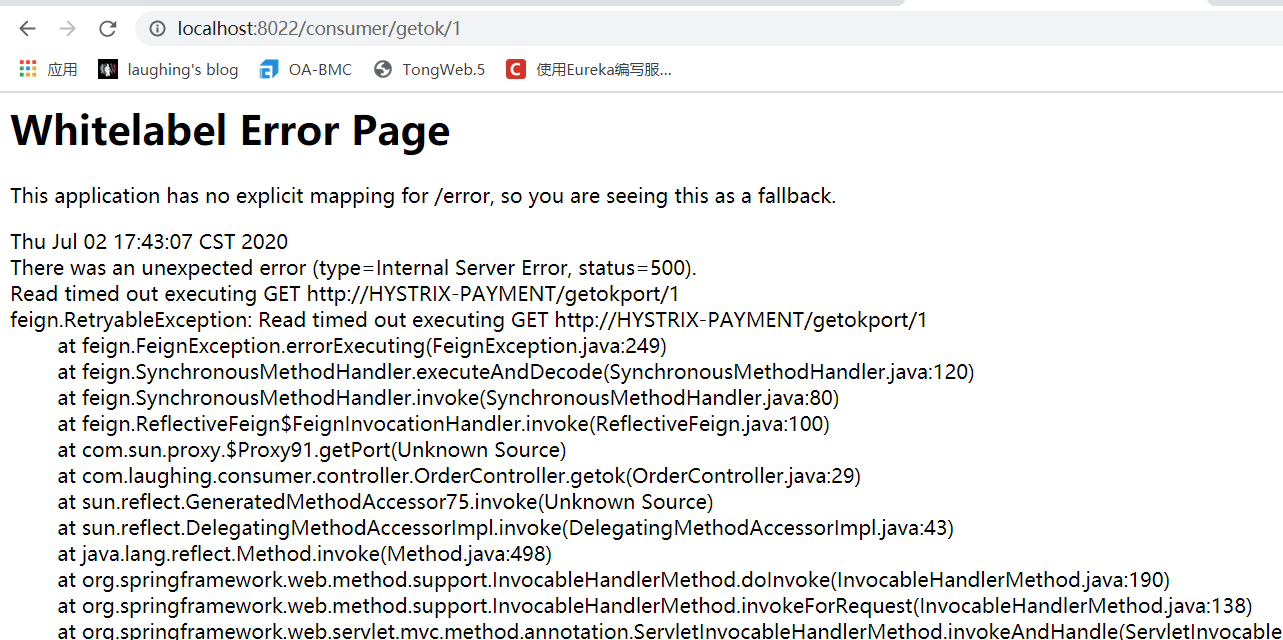 localhost:8022/consumer/getok/1
应用 laughing's blog OA-BMC TongWeb.5 使用Eureka编写服...
Whitelabel Error Page
This application has no explicit mapping for /error, so you are seeing this as a fallback.
Thu Jul 02 17:43:07 CST 2020
There was an unexpected error (type=Internal Server Error, status=500).
Read timed out executing GET http://HYSTRIX-PAYMENT/getokport/1
feign.RetryableException: Read timed out executing GET http://HYSTRIX-PAYMENT/getokport/1
at feign.FeignException.errorExecuting(FeignException.java:249)
at feign.SynchronousMethodHandler.executeAndDecode(SynchronousMethodHandler.java:120)
at feign.SynchronousMethodHandler.invoke(SynchronousMethodHandler.java:80)
at feign.ReflectiveFeign$FeignInvocationHandler.invoke(ReflectiveFeign.java:100)
at com.sun.proxy.$Proxy91.getPort(Unknown Source)
at com.laughing.consumer.controller.OrderController.getok(OrderController.java:29)
at sun.reflect.GeneratedMethodAccessor75.invoke(Unknown Source)
at sun.reflect.DelegatingMethodAccessorImpl.invoke(DelegatingMethodAccessorImpl.java:43)
at java.lang.reflect.Method.invoke(Method.java:498)
at org.springframework.web.method.support.InvocableHandlerMethod.doInvoke(InvocableHandlerMethod.java:190)
at org.springframework.web.method.support.InvocableHandlerMethod.invokeForRequest(InvocableHandlerMethod.java:138)
at org.springframework.web.servlet.mvc.method.annotation.ServletInvocableHandlerMethod.invokeAndHandle(ServletInvocable